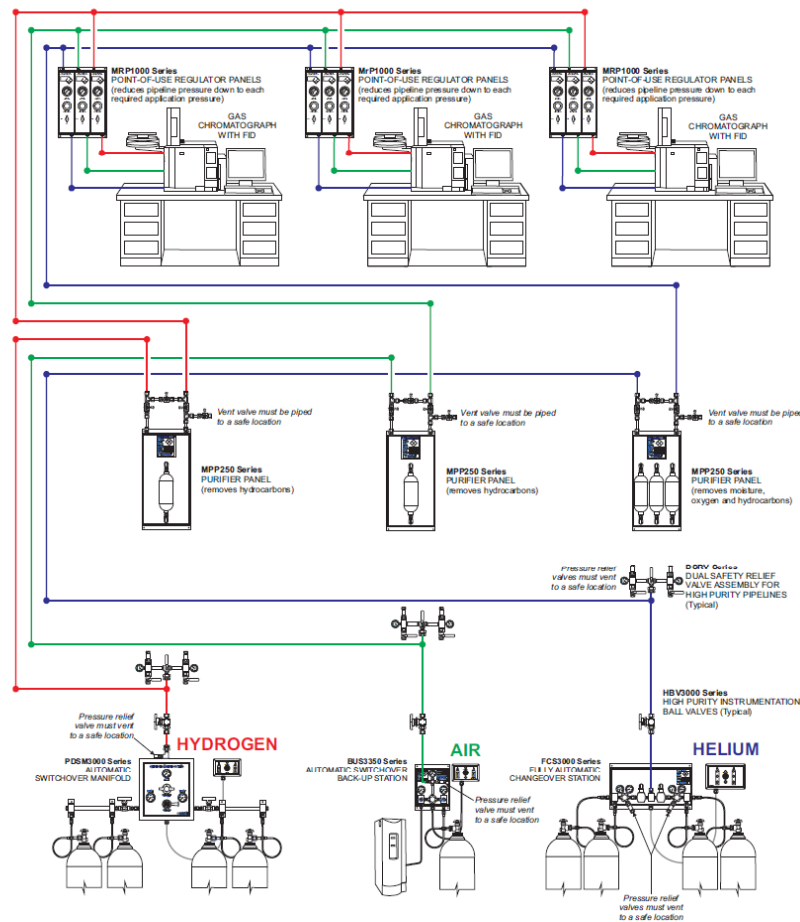 MRP1000 Series
POINT-OF-USE REGULATOR PANELS
(reduces pipeline pressure down to each
required application pressure)
GAS
CHROMATOGRAPH
WITH FID
MrP1000 Series
POINT-OF-USE REGULATOR PANELS
(reduces pipeline pressure down to each
required application pressure)
GAS
CHROMATOGRAPH
WITH FID
MRP1000 Series
POINT-OF-USE REGULATOR PANELS
(reduces pipeline pressure down to each
required application pressure)
GAS
CHROMATOGRAPH
WITH FID
Vent valve must be piped
to a safe location
Vent valve must be piped
to a safe location
Vent valve must be piped
to a safe location
MPP250 Series
PURIFIER PANEL
(removes hydrocarbons)
MPP250 Series
PURIFIER PANEL
(removes hydrocarbons)
MPP250 Series
PURIFIER PANEL
(removes moisture,
oxygen and hydrocarbons)
Pressure relief
valves must vent
to a safe location
Series
DUAL SAFETY RELIEF
VALVE ASSEMBLY FOR
HIGH PURITY PIPELINES
(Typical)
HBV3000 Series
HIGH PURITY INSTRUMENTATION
BALL VALVES (Typical)
Pressure relief
valve must vent
to a safe location
HYDROGEN
PDSM3000 Series
AUTOMATIC
SWITCHOVER MANIFOLD
AIR
BUS3350 Series
AUTOMATIC SWITCHOVER
BACK-UP STATION
Pressure relief
valve must vent
to a safe location
HELIUM
FCS3000 Series
FULLY AUTOMATIC
CHANGEOVER STATION
Pressure relief
valves must vent
to a safe location